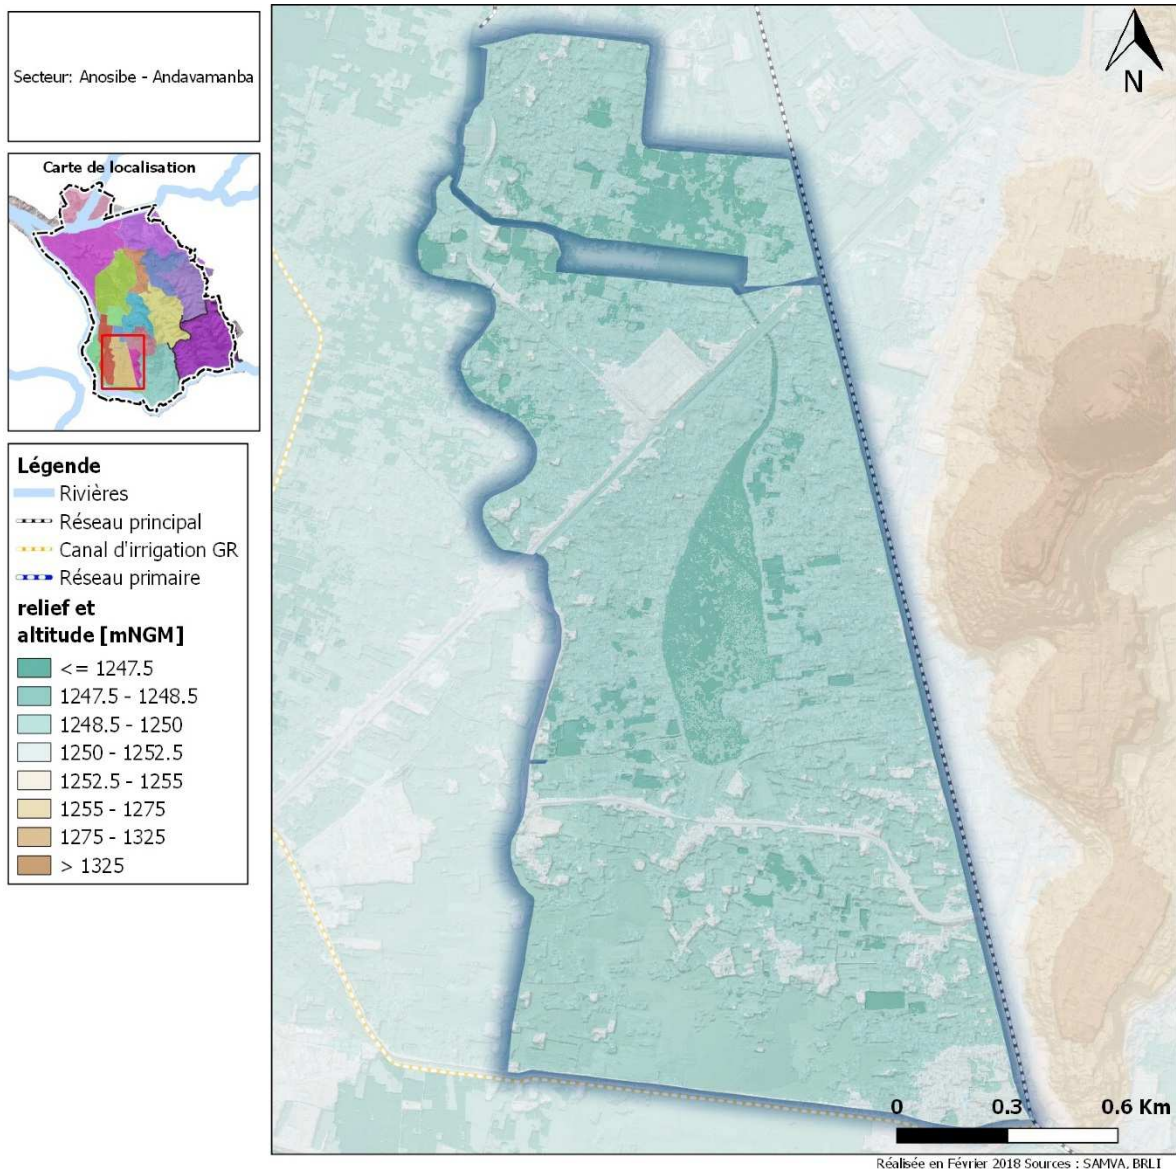 Secteur: Anosibe - Andavamanba
Carte de localisation
Légende
Rivières
Réseau principal
Canal d'irrigation GR
Réseau primaire
relief et
altitude [mNGM]
<= 1247.5
1247.5 - 1248.5
1248.5 - 1250
1250 - 1252.5
1252.5 - 1255
1255 - 1275
1275 - 1325
> 1325
N
0 0.3 0.6 Km
Réalisée en Février 2018 Sources : SAMVA, BRLI